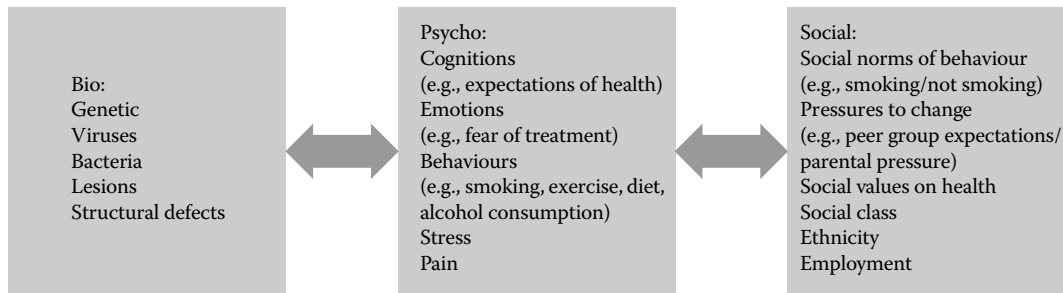 Bio:
Genetic
Viruses
Bacteria
Lesions
Structural defects
Psycho:
Cognitions
(e.g., expectations of health)
Emotions
(e.g., fear of treatment)
Behaviours
(e.g., smoking, exercise, diet,
alcohol consumption)
Stress
Pain
Social:
Social norms of behaviour
(e.g., smoking/not smoking)
Pressures to change
(e.g., peer group expectations/
parental pressure)
Social values on health
Social class
Ethnicity
Employment